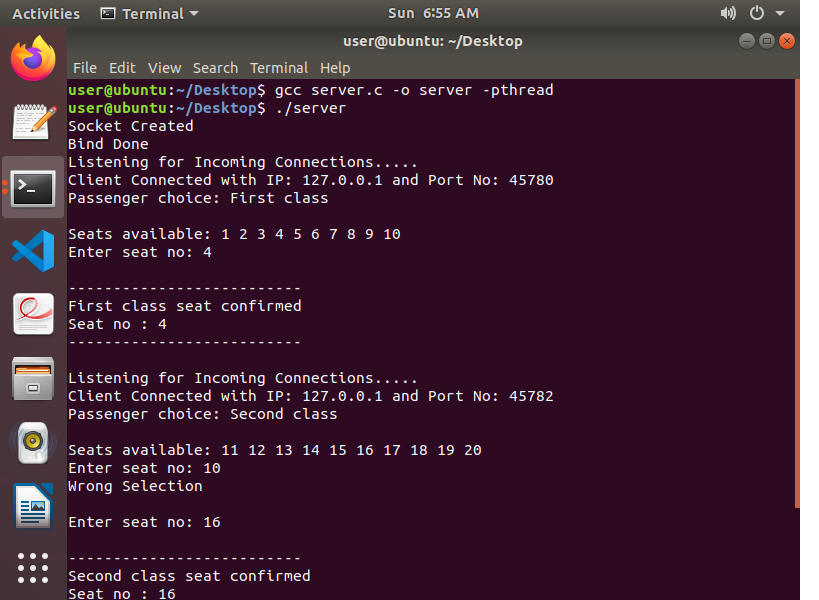 Activities Terminal Sun 6:55 AM
user@ubuntu: ~/Desktop
File Edit View Search Terminal Help
user@ubuntu:~/Desktop$ gcc server.c -o server -pthread
user@ubuntu:~/Desktop$ ./server
Socket Created
Bind Done
Listening for Incoming Connections.....
Client Connected with IP: 127.0.0.1 and Port No: 45780
Passenger choice: First class
Seats available: 1 2 3 4 5 6 7 8 9 10
Enter seat no: 4
--------------------------
First class seat confirmed
Seat no : 4
--------------------------
Listening for Incoming Connections.....
Client Connected with IP: 127.0.0.1 and Port No: 45782
Passenger choice: Second class
Seats available: 11 12 13 14 15 16 17 18 19 20
Enter seat no: 10
Wrong Selection
Enter seat no: 16
--------------------------
Second class seat confirmed
Seat no : 16